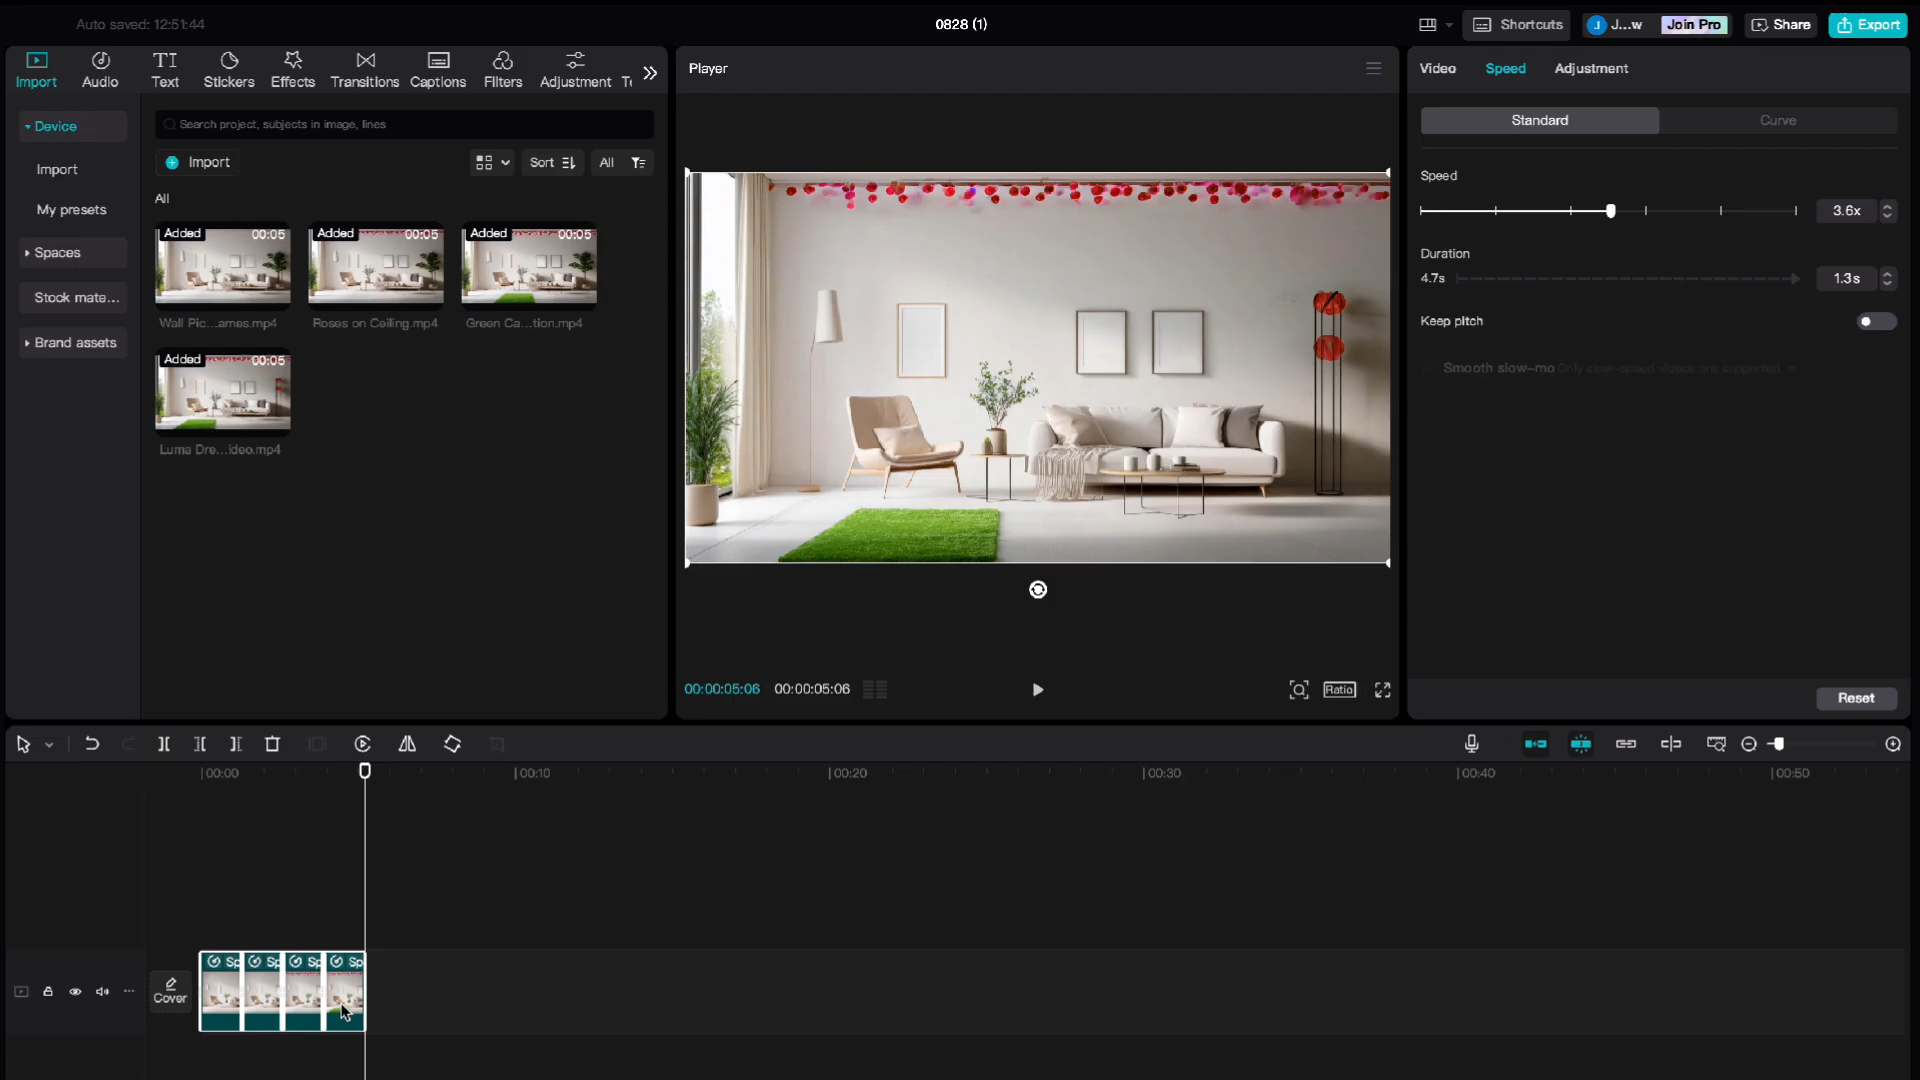 Auto saved: 12:51:44
0828 (1)
Shortcuts
J
J...w
Join Pro
Share
Export
Import
Audio
Text
Stickers
Effects
Transitions
Captions
Filters
Adjustment
Player
Video
Speed
Adjustment
Device
Search project, subjects in image, lines
Standard
Curve
Import
Import
Sort
All
My presets
All
Speed
3.6x
Spaces
Added
00:05
Added
00:05
Added
00:05
Duration
4.7s
1.3s
Stock mate...
Wall Pic...ames.mp4
Roses on Ceiling.mp4
Green Ca...tion.mp4
Keep pitch
Brand assets
Added
00:05
Smooth slow-mo Only slow-speed videos are supported
Luma Dre...ideo.mp4
00:00:05:06
00:00:05:06
Ratio
Reset
00:00
00:10
00:20
00:30
00:40
00:50
Sp
Sp
Sp
Sp
Cover